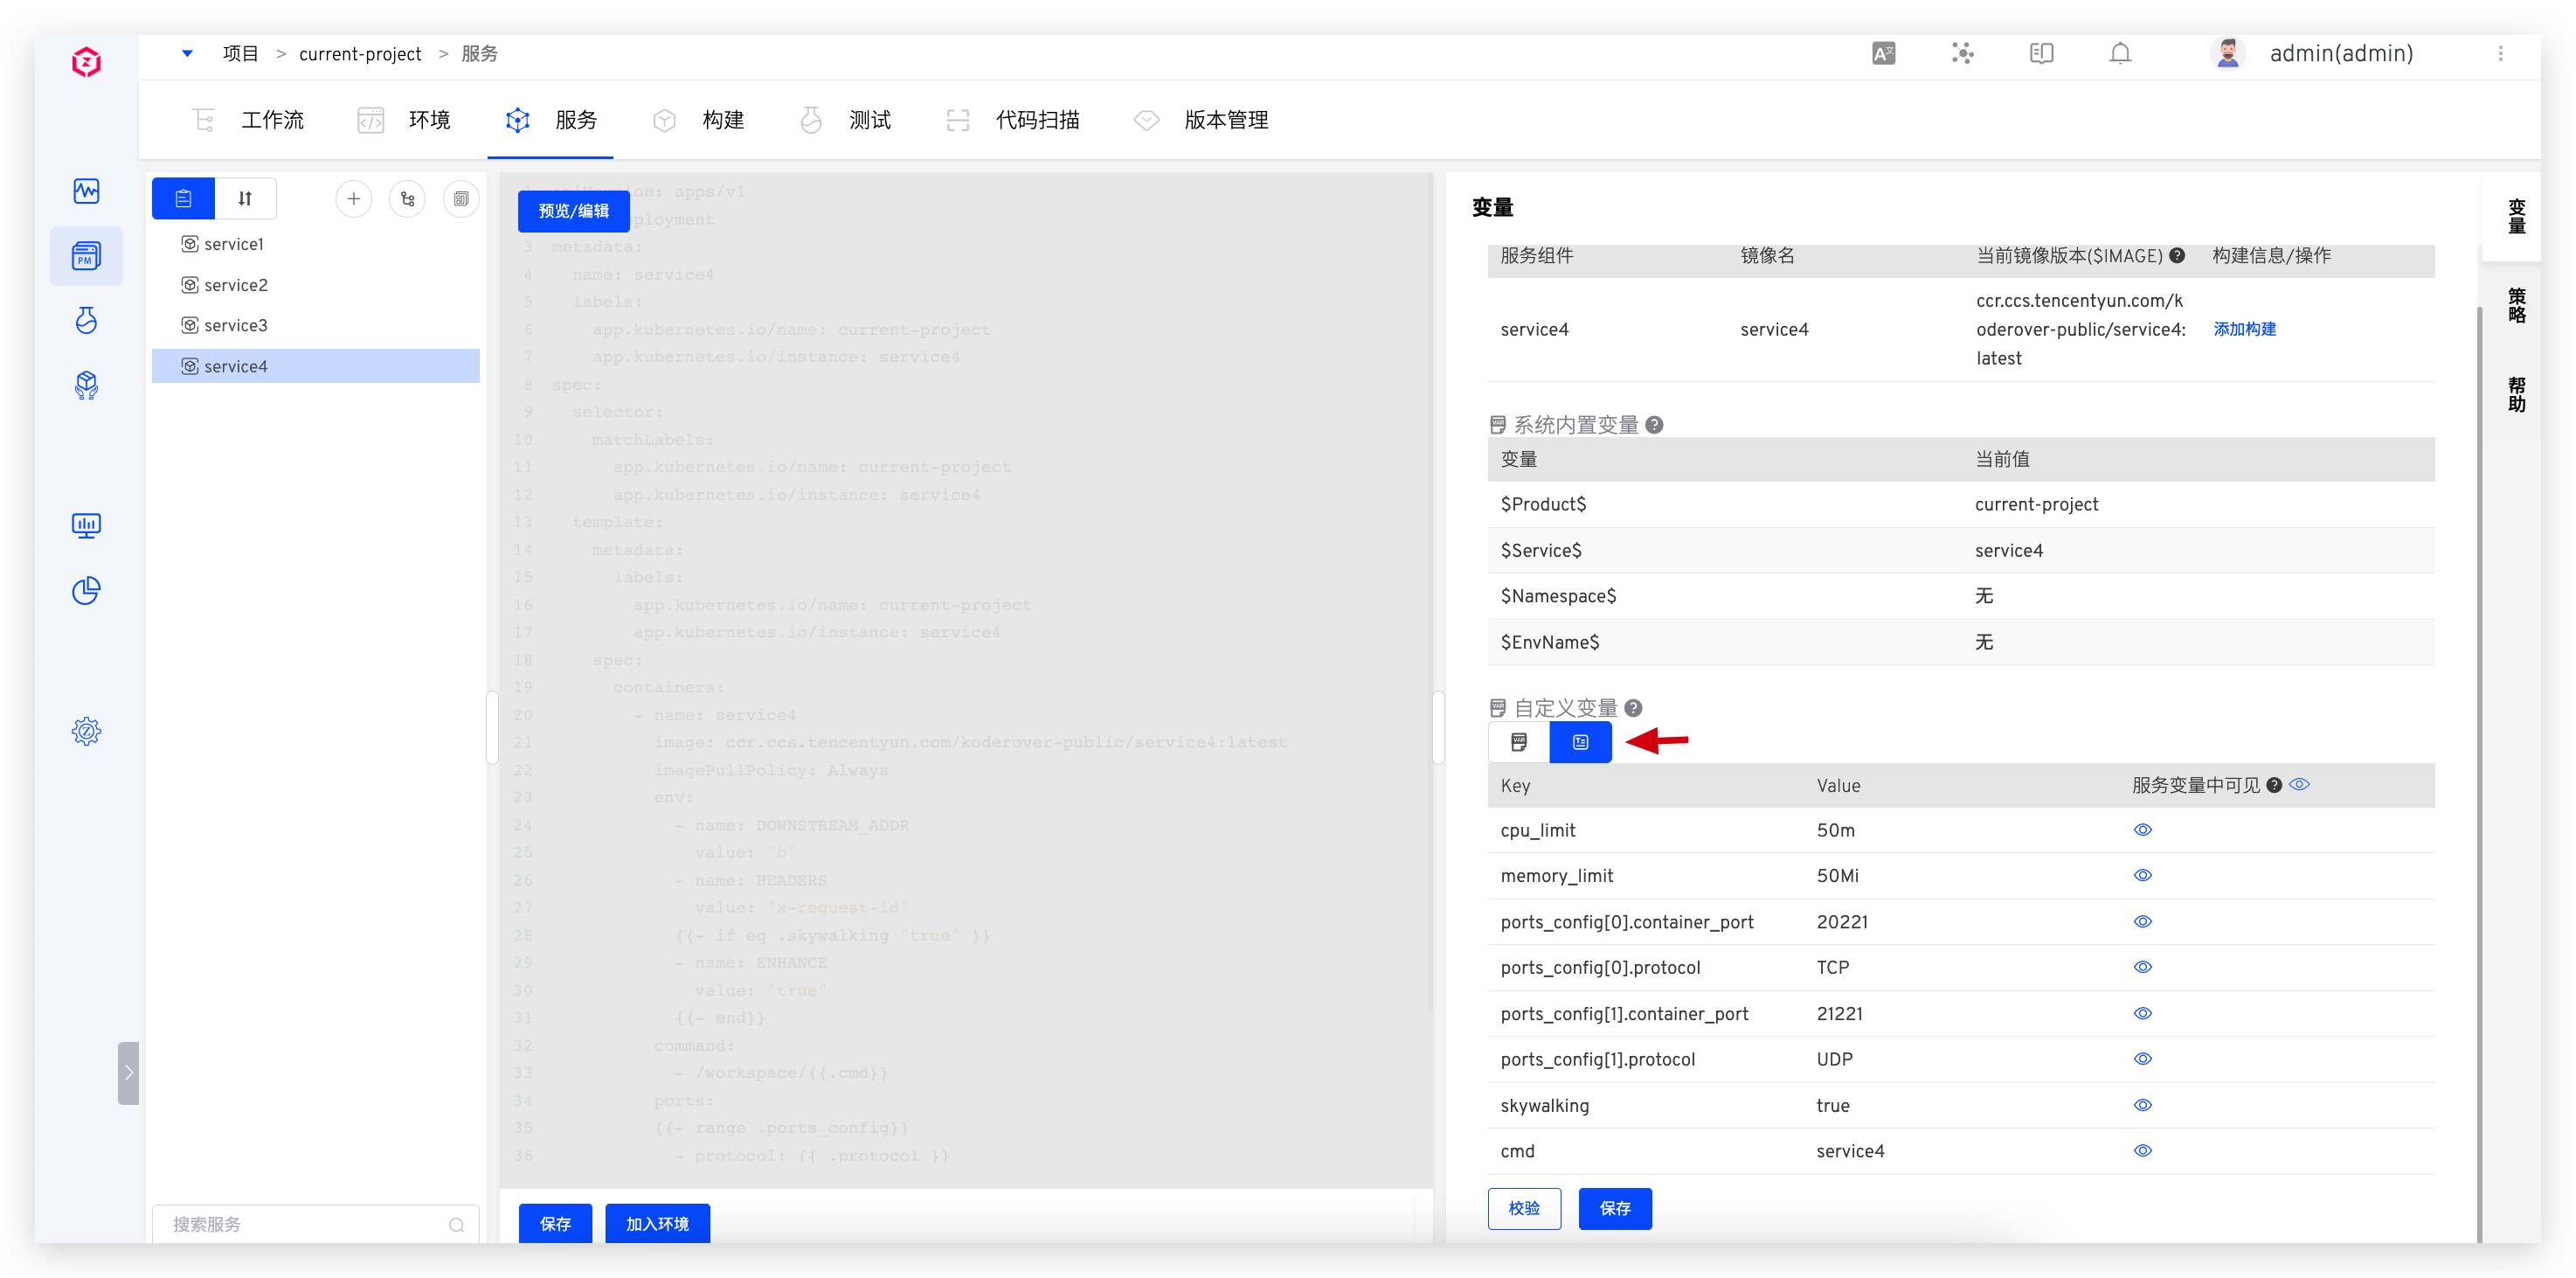 项目 > current-project > 服务
admin(admin)
工作流 环境 服务 构建 测试 代码扫描 版本管理
PM
service1
service2
service3
service4
搜索服务
预览/编辑
3 metadata:
4 name: service4
5 labels:
6 app.kubernetes.io/name: current-project
7 app.kubernetes.io/instance: service4
8 spec:
9 selector:
10 matchLabels:
11 app.kubernetes.io/name: current-project
12 app.kubernetes.io/instance: service4
13 template:
14 metadata:
15 labels:
16 app.kubernetes.io/name: current-project
17 app.kubernetes.io/instance: service4
18 spec:
19 containers:
20 - name: service4
21 image: ccr.ccs.tencentyun.com/koderover-public/service4:latest
22 imagePullPolicy: Always
23 env:
24 - name: DOWNSTREAM_ADDR
25 value: "b"
26 - name: HEADERS
27 value: "x-request-id"
28 {{- if eq .skywalking "true" }}
29 - name: ENHANCE
30 value: "true"
31 {{- end}}
32 command:
33 - /workspace/{{.cmd}}
34 ports:
35 {{- range .ports_config}}
36 - protocol: {{ .protocol }}
保存 加入环境
变量
服务组件 镜像名 当前镜像版本($IMAGE) 构建信息/操作
service4 service4 ccr.ccs.tencentyun.com/k
oderover-public/service4:
latest
添加构建
系统内置变量
变量 当前值
$Product$ current-project
$Service$ service4
$Namespace$ 无
$EnvName$ 无
自定义变量
Key Value 服务变量中可见
cpu_limit 50m
memory_limit 50Mi
ports_config[0].container_port 20221
ports_config[0].protocol TCP
ports_config[1].container_port 21221
ports_config[1].protocol UDP
skywalking true
cmd service4
校验 保存
变量
策略
帮助